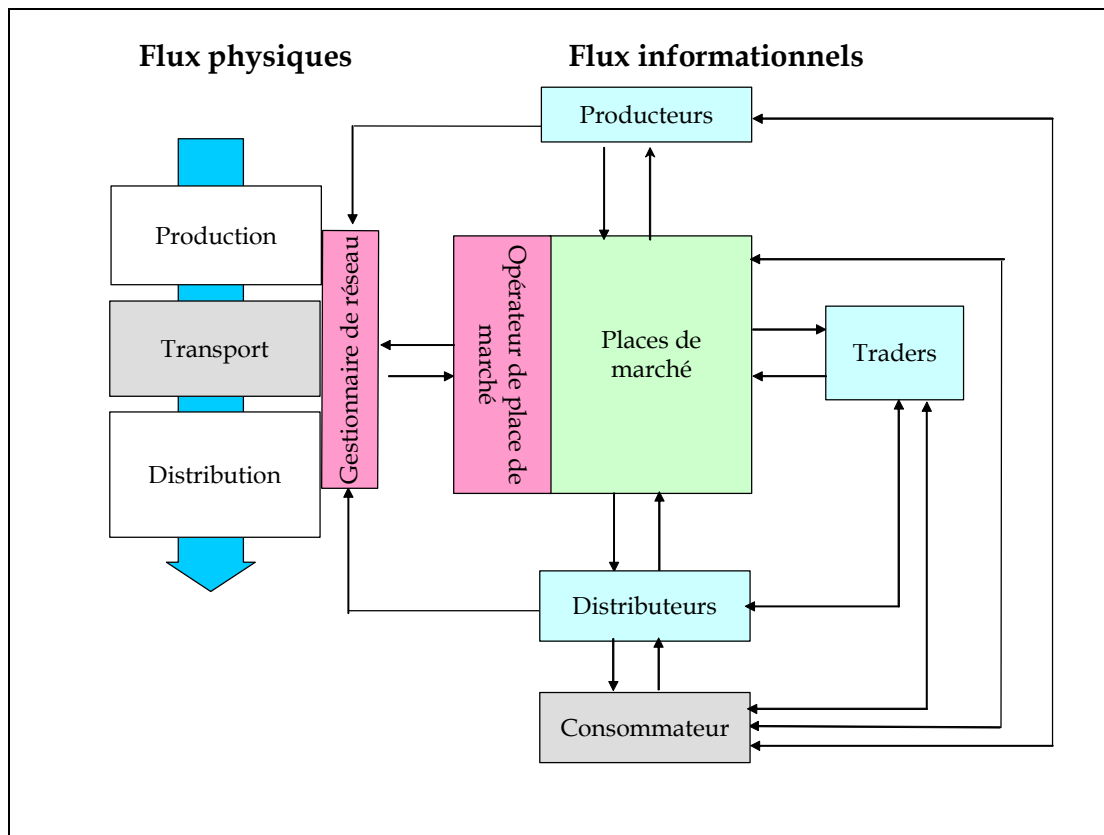 Flux physiques
Flux informationnels
Producteurs
Production
Transport
Distribution
Gestionnaire de réseau
Opérateur de place de
marché
Places de
marché
Traders
Distributeurs
Consommateur